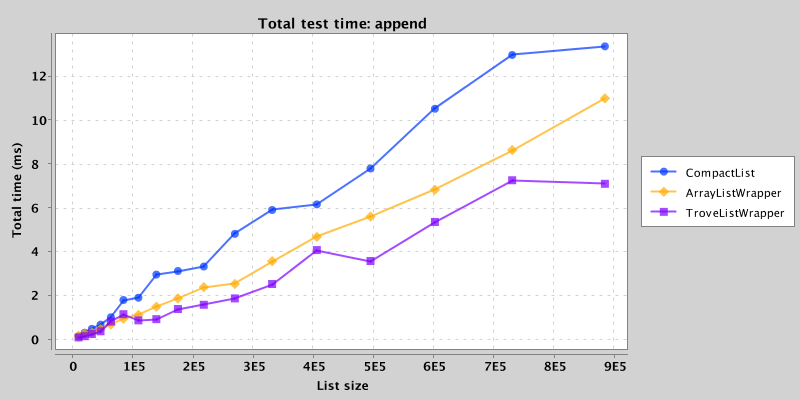 Total test time: append
Total time (ms)
12
10
8
6
4
2
0
0 1E5 2E5 3E5 4E5 5E5 6E5 7E5 8E5 9E5
List size
CompactList
ArrayListWrapper
TroveListWrapper